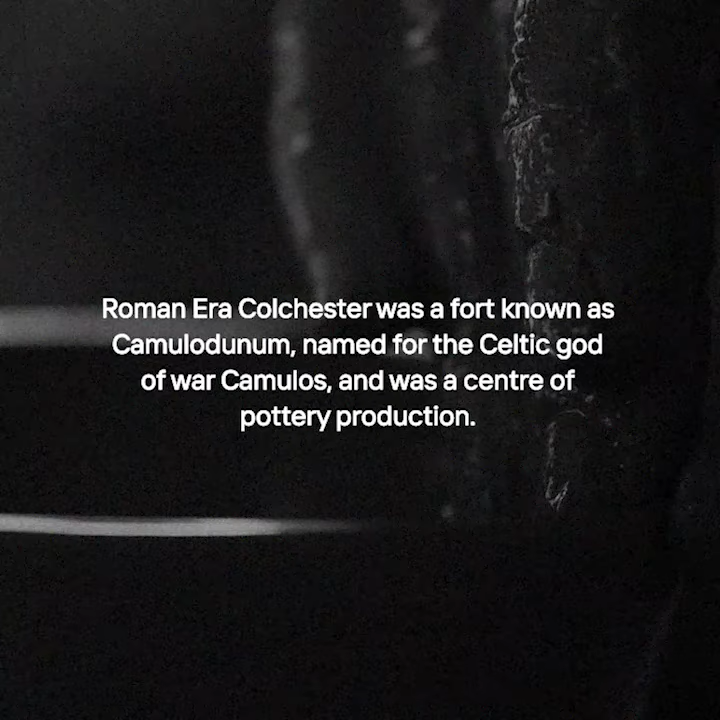 Roman Era Colchester was a fort known as
Camulodunum, named for the Celtic god
of war Camulos, and was a centre of
pottery production.